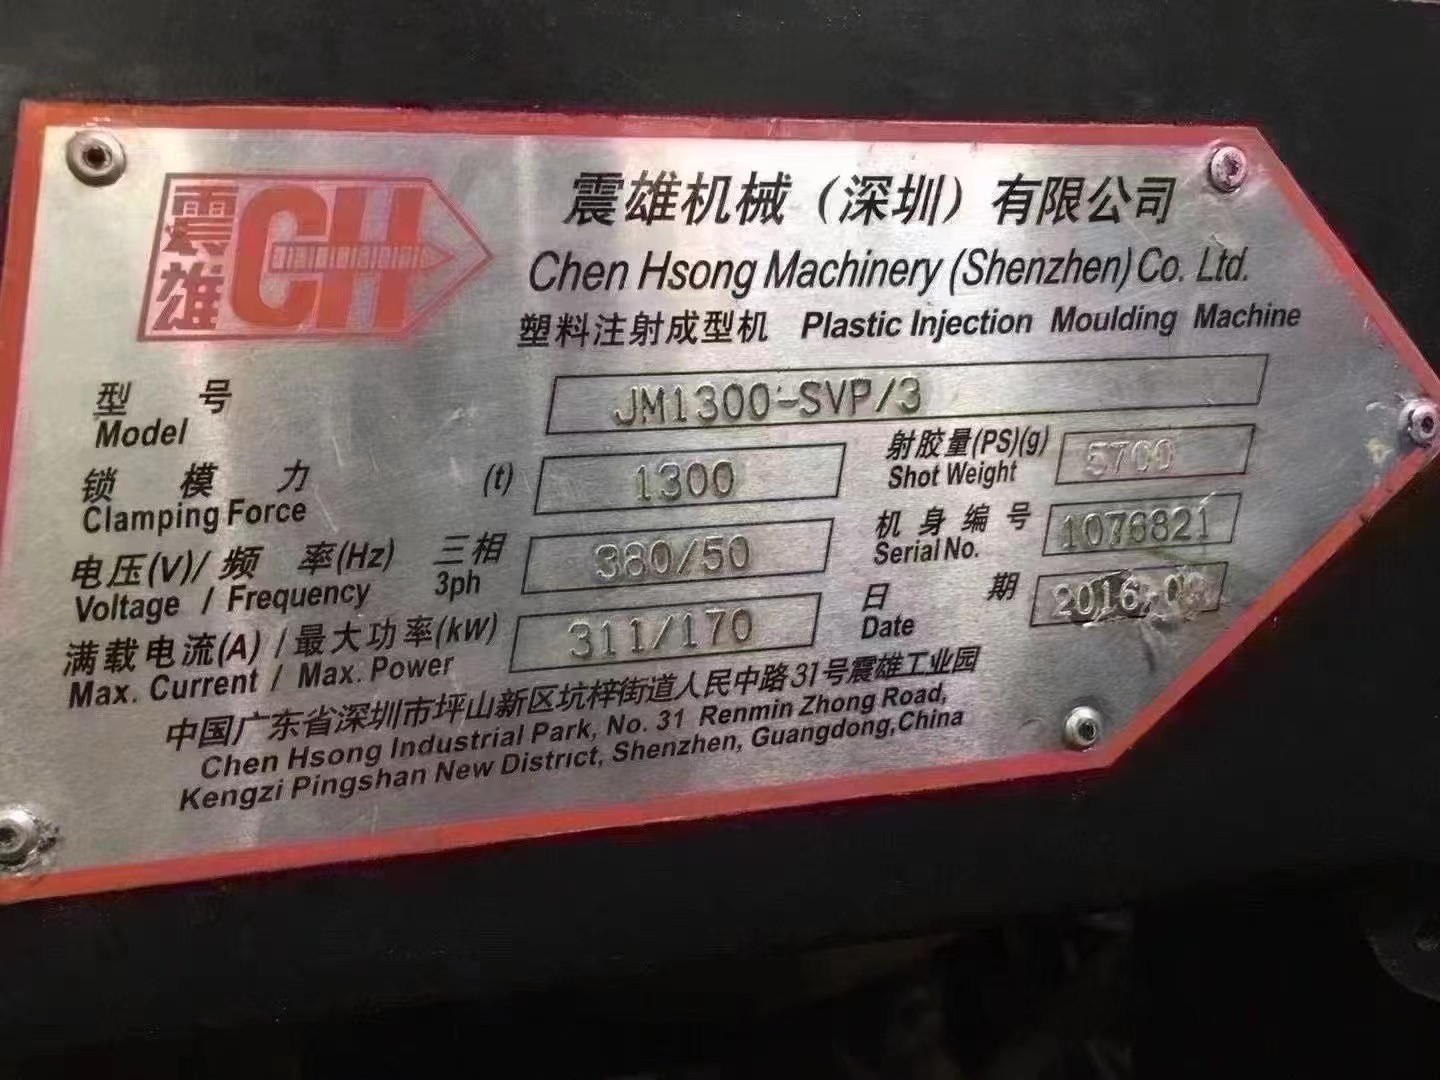 震雄 CH
震雄机械(深圳)有限公司
Chen Hsong Machinery (Shenzhen) Co. Ltd.
塑料注射成型机 Plastic Injection Moulding Machine
型号 JM1300-SVP/3
Model
锁模力 (t) 1300 射胶量(PS)(g) 5700
Clamping Force Shot Weight
电压(V)/频率(Hz) 三相 380/50 机身编号 1076821
Voltage / Frequency 3ph Serial No.
满载电流(A)/最大功率(kW) 311/170 日期 2016
Max. Current / Max. Power Date
中国广东省深圳市坪山新区坑梓街道人民中路31号震雄工业园
Chen Hsong Industrial Park, No. 31 Renmin Zhong Road,
Kengzi Pingshan New District, Shenzhen, Guangdong,China